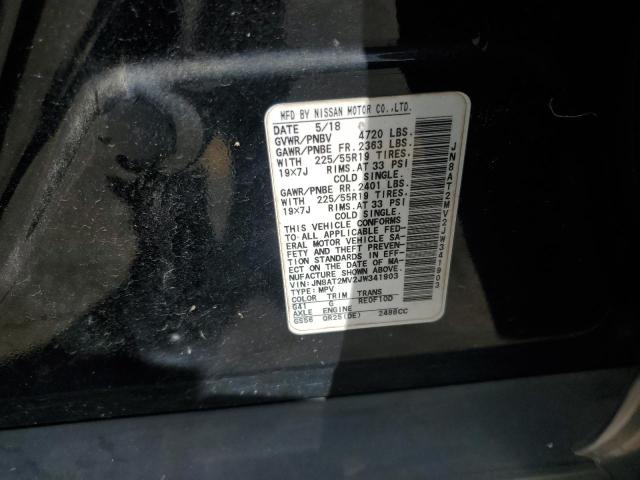 MFD BY NISSAN MOTOR CO.,LTD.
DATE 5/18
GVWR/PNBV 4720 LBS.
GAWR/PNBE FR. 2363 LBS.
WITH 225/55R19 TIRES.
19X7J RIMS.AT 33 PSI
COLD SINGLE.
GAWR/PNBE RR. 2401 LBS.
WITH 225/55R19 TIRES.
19X7J RIMS.AT 33 PSI
COLD SINGLE.
THIS VEHICLE CONFORMS
TO ALL APPLICABLE FED-
ERAL MOTOR VEHICLE SA-
FETY AND THEFT PREVEN-
TION STANDARDS IN EFF-
ECT ON THE DATE OF MA-
NUFACTURE SHOWN ABOVE.
VIN: JN8AT2MV2JW341903
TYPE: MPV
COLOR TRIM TRANS
G41 G RE0F10D
AXLE ENGINE
GS56 QR25(DE) 2488CC
JN8AT2MV2JW341903